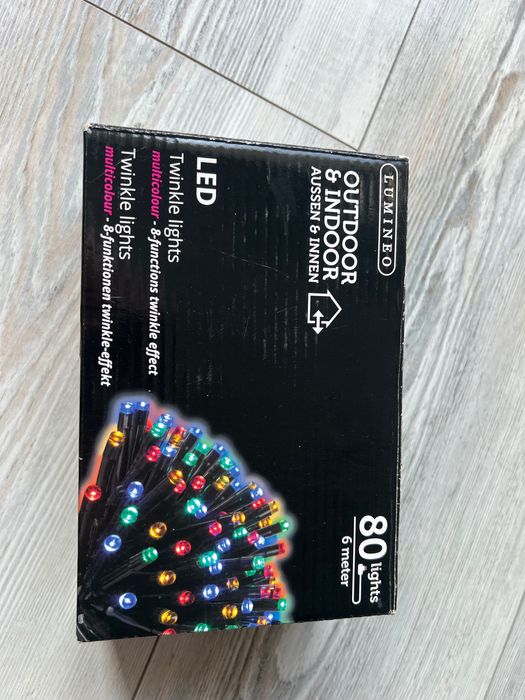 LUMINEO
OUTDOOR
& INDOOR
AUSSEN & INNEN
80 lights
6 meter
LED
Twinkle lights
multicolour - 8-functions twinkle effect
Twinkle lights
multicolour - 8-funktionen twinkle-effekt